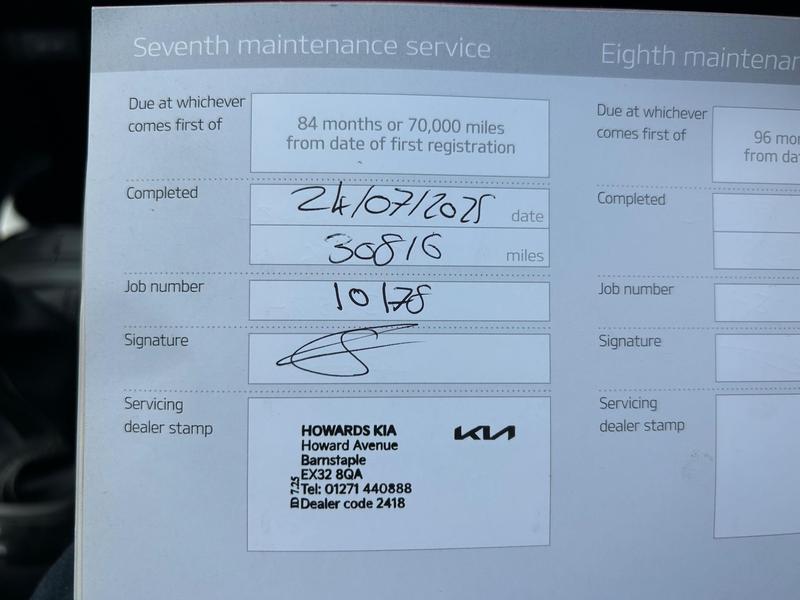 Seventh maintenance service
Due at whichever
comes first of
84 months or 70,000 miles
from date of first registration
Completed
24/07/2025 date
30816 miles
Job number
10178
Signature
Servicing
dealer stamp
HOWARDS KIA
KIA
Howard Avenue
Barnstaple
EX32 8QA
Tel: 01271 440888
Dealer code 2418
Eighth
Due at whichever
comes first of
96
from
Completed
Job number
Signature
Servicing
dealer stamp